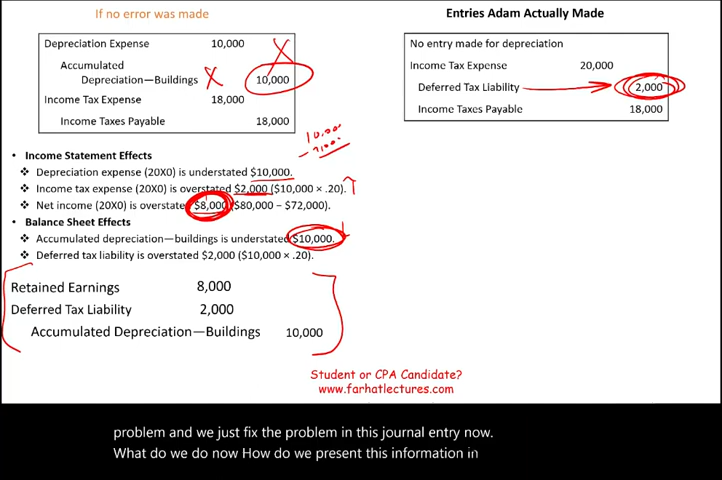 If no error was made
Entries Adam Actually Made
Depreciation Expense 10,000
Accumulated
Depreciation—Buildings 10,000
Income Tax Expense 18,000
Income Taxes Payable 18,000
No entry made for depreciation
Income Tax Expense 20,000
Deferred Tax Liability 2,000
Income Taxes Payable 18,000
10,000
- 2,000
• Income Statement Effects
❖ Depreciation expense (20X0) is understated $10,000.
❖ Income tax expense (20X0) is overstated $2,000 ($10,000 × .20).
❖ Net income (20X0) is overstate $8,000 ($80,000 − $72,000).
• Balance Sheet Effects
❖ Accumulated depreciation—buildings is understated $10,000.
❖ Deferred tax liability is overstated $2,000 ($10,000 × .20).
Retained Earnings 8,000
Deferred Tax Liability 2,000
Accumulated Depreciation—Buildings 10,000
Student or CPA Candidate?
www.farhatlectures.com
problem and we just fix the problem in this journal entry now.
What do we do now How do we present this information in